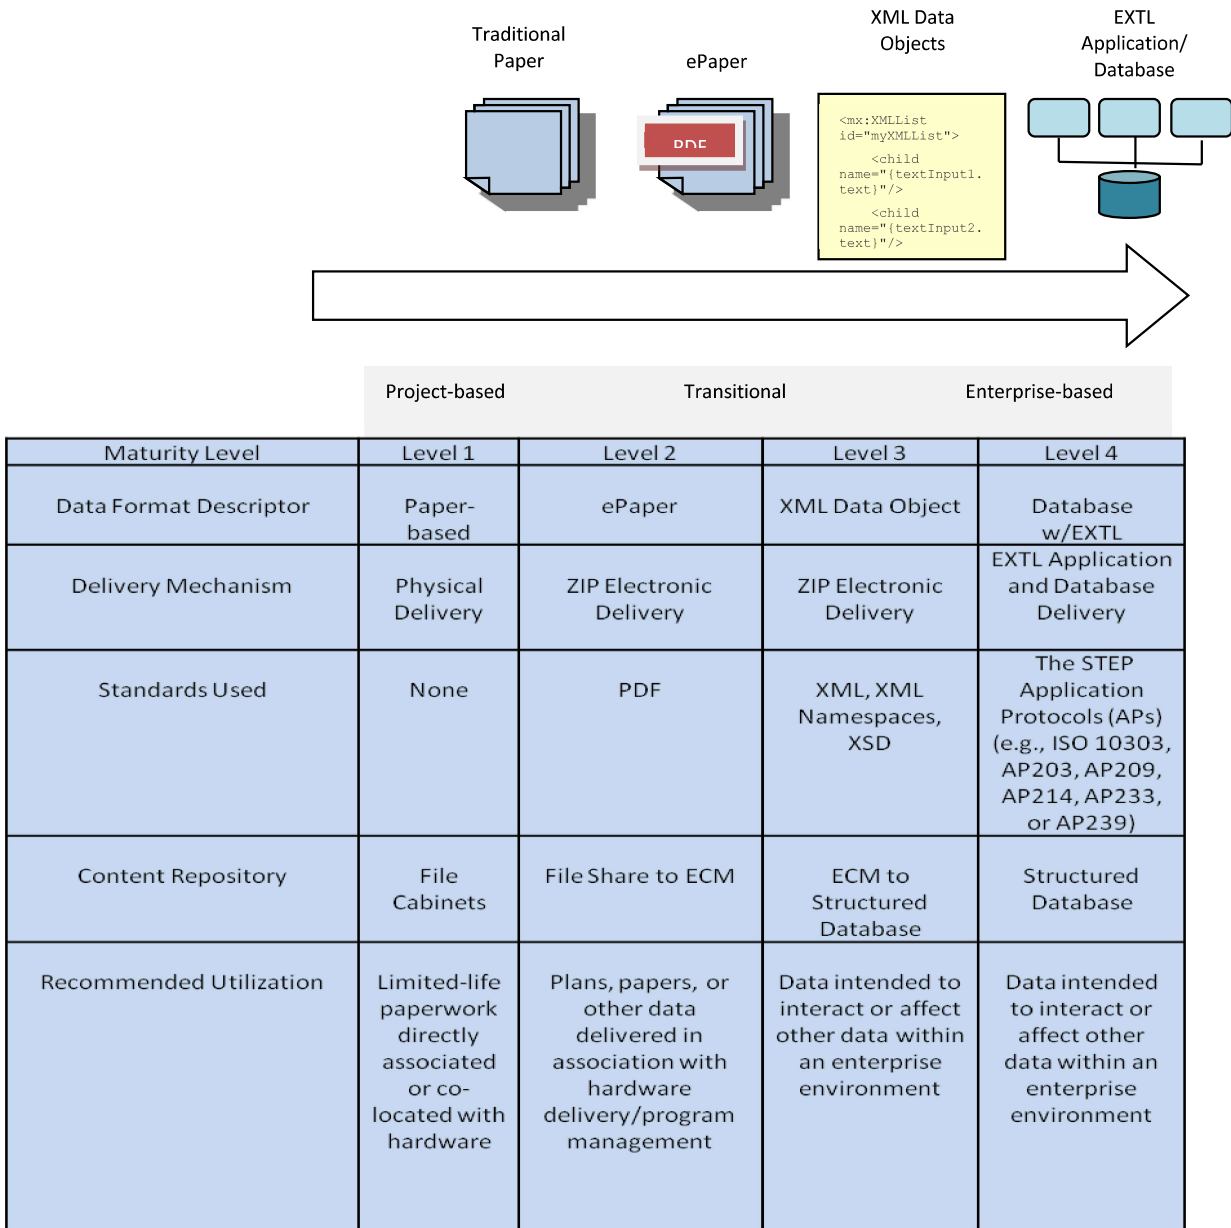 Traditional
Paper
ePaper
XML Data
Objects
EXTL
Application/
Database
<mx:XMLList
id="myXMLList">
<child
name="{textInput1.
text}"/>
<child
name="{textInput2.
text}"/>
Project-based
Transitional
Enterprise-based
Maturity Level
Level 1
Level 2
Level 3
Level 4
Data Format Descriptor
Paper-
based
ePaper
XML Data Object
Database
w/EXTL
Delivery Mechanism
Physical
Delivery
ZIP Electronic
Delivery
ZIP Electronic
Delivery
EXTL Application
and Database
Delivery
Standards Used
None
PDF
XML, XML
Namespaces,
XSD
The STEP
Application
Protocols (APs)
(e.g., ISO 10303,
AP203, AP209,
AP214, AP233,
or AP239)
Content Repository
File
Cabinets
File Share to ECM
ECM to
Structured
Database
Structured
Database
Recommended Utilization
Limited-life
paperwork
directly
associated
or co-
located with
hardware
Plans, papers, or
other data
delivered in
association with
hardware
delivery/program
management
Data intended to
interact or affect
other data within
an enterprise
environment
Data intended
to interact or
affect other
data within an
enterprise
environment